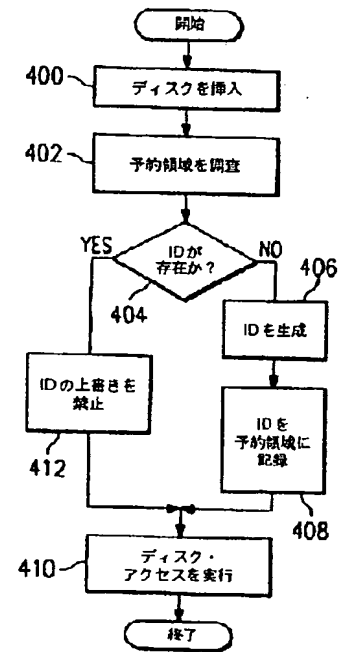 開始
400
ディスクを挿入
402
予約領域を調査
YES
IDが
存在か？
NO
404
406
IDを生成
IDの上書きを
禁止
412
IDを
予約領域に
記録
408
410
ディスク・
アクセスを実行
終了